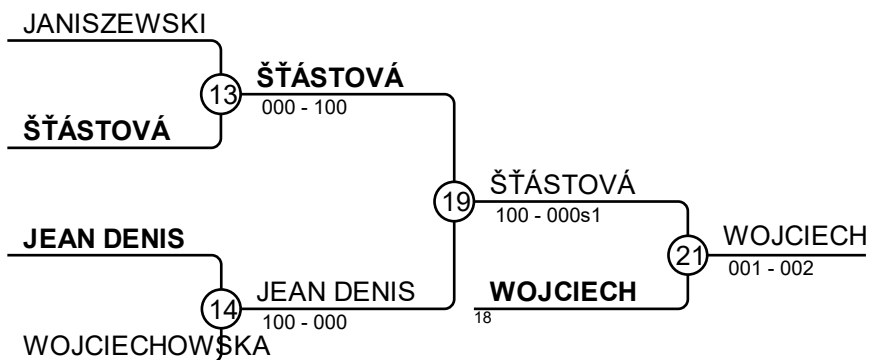 JANISZEWSKI
13
ŠŤÁSTOVÁ
000 - 100
ŠŤÁSTOVÁ
19
ŠŤÁSTOVÁ
100 - 000s1
JEAN DENIS
21
WOJCIECH
001 - 002
14
JEAN DENIS
100 - 000
WOJCIECH
18
WOJCIECHOWSKA